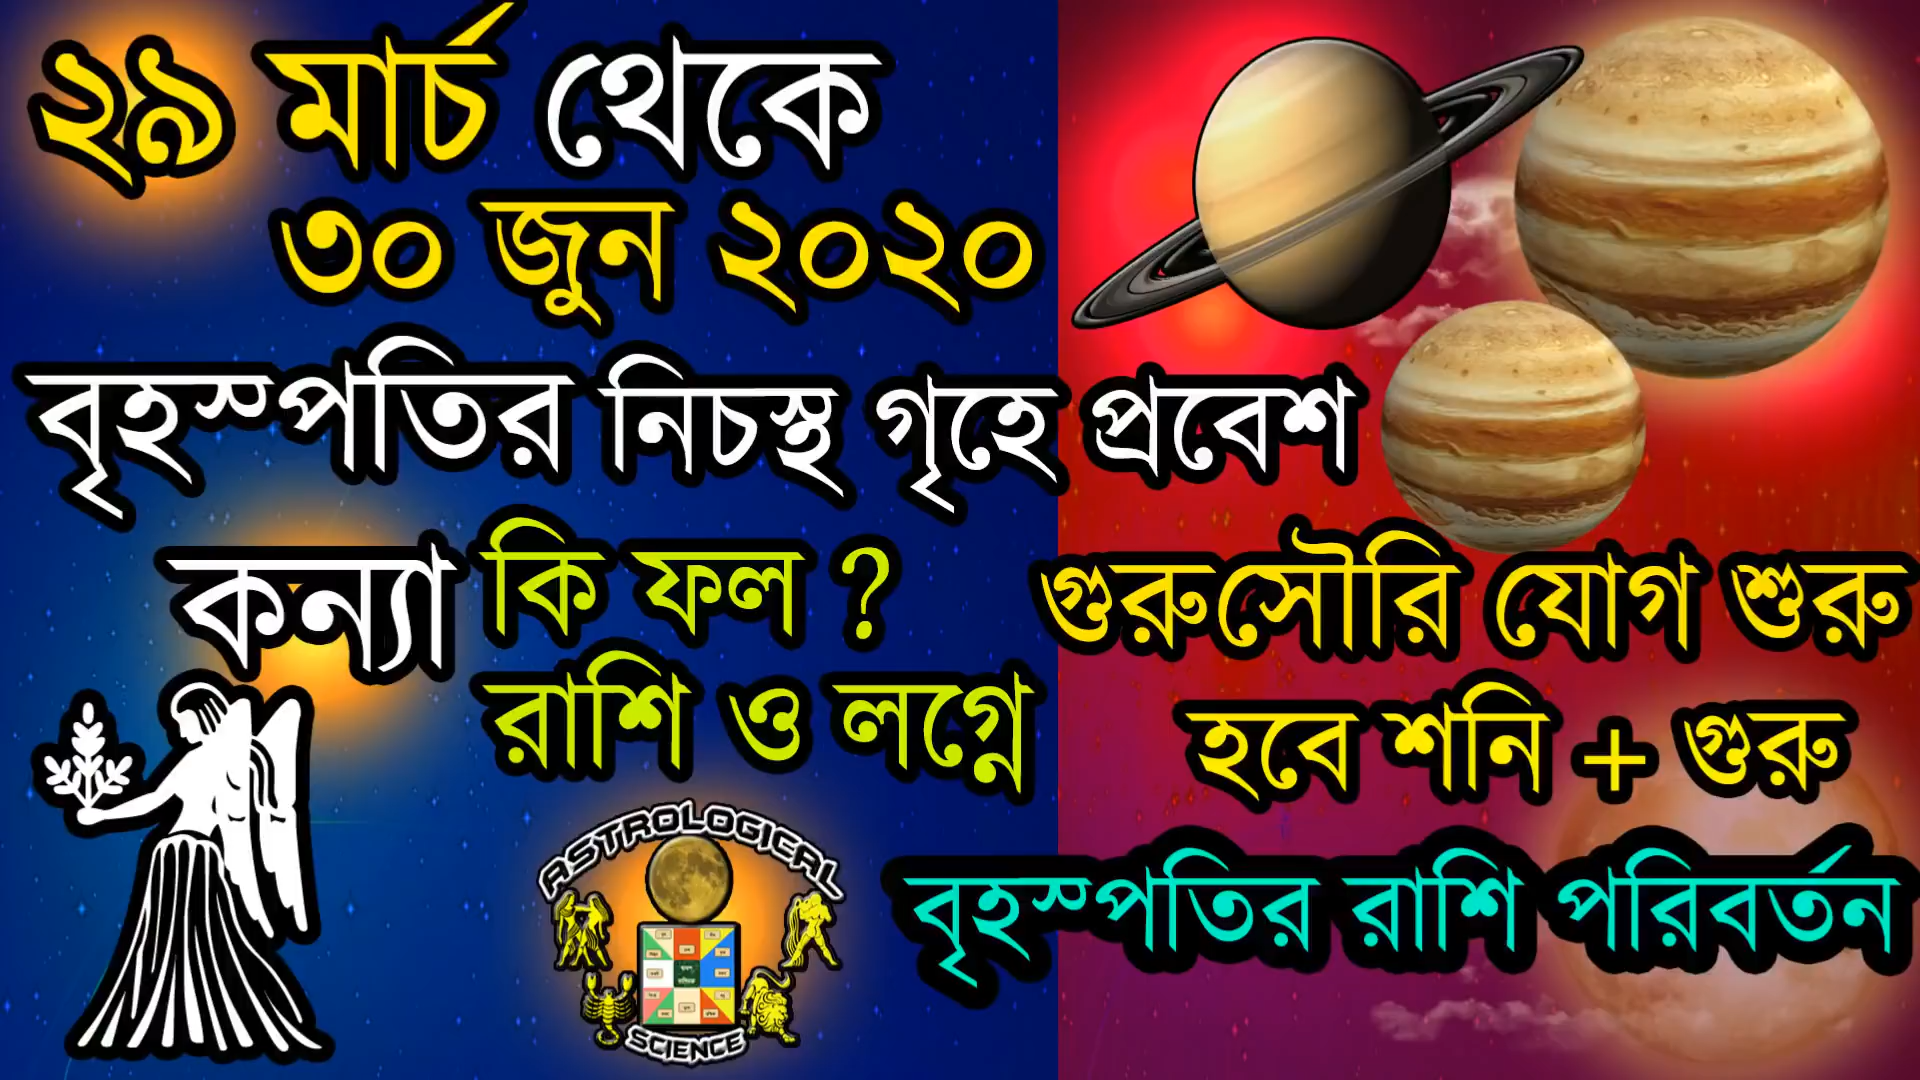 ২৯ মার্চ থেকে
৩০ জুন ২০২০
বৃহস্পতির নিচস্থ গৃহে প্রবেশ
কন্যা কি ফল ?
রাশি ও লগ্নে
গুরুসৌরি যোগ শুরু
হবে শনি + গুরু
বৃহস্পতির রাশি পরিবর্তন
ASTROLOGICAL
SCIENCE